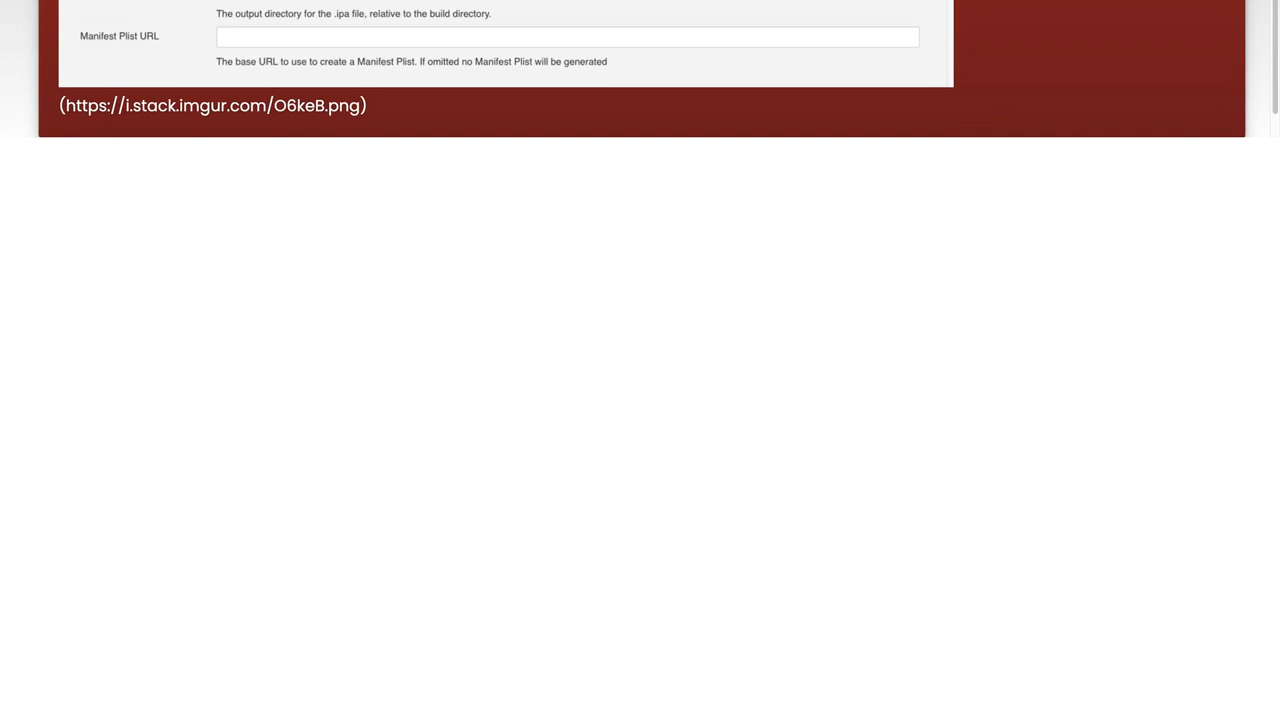 The output directory for the .ipa file, relative to the build directory.
Manifest Plist URL
The base URL to use to create a Manifest Plist. If omitted no Manifest Plist will be generated
(https://i.stack.imgur.com/O6keB.png)